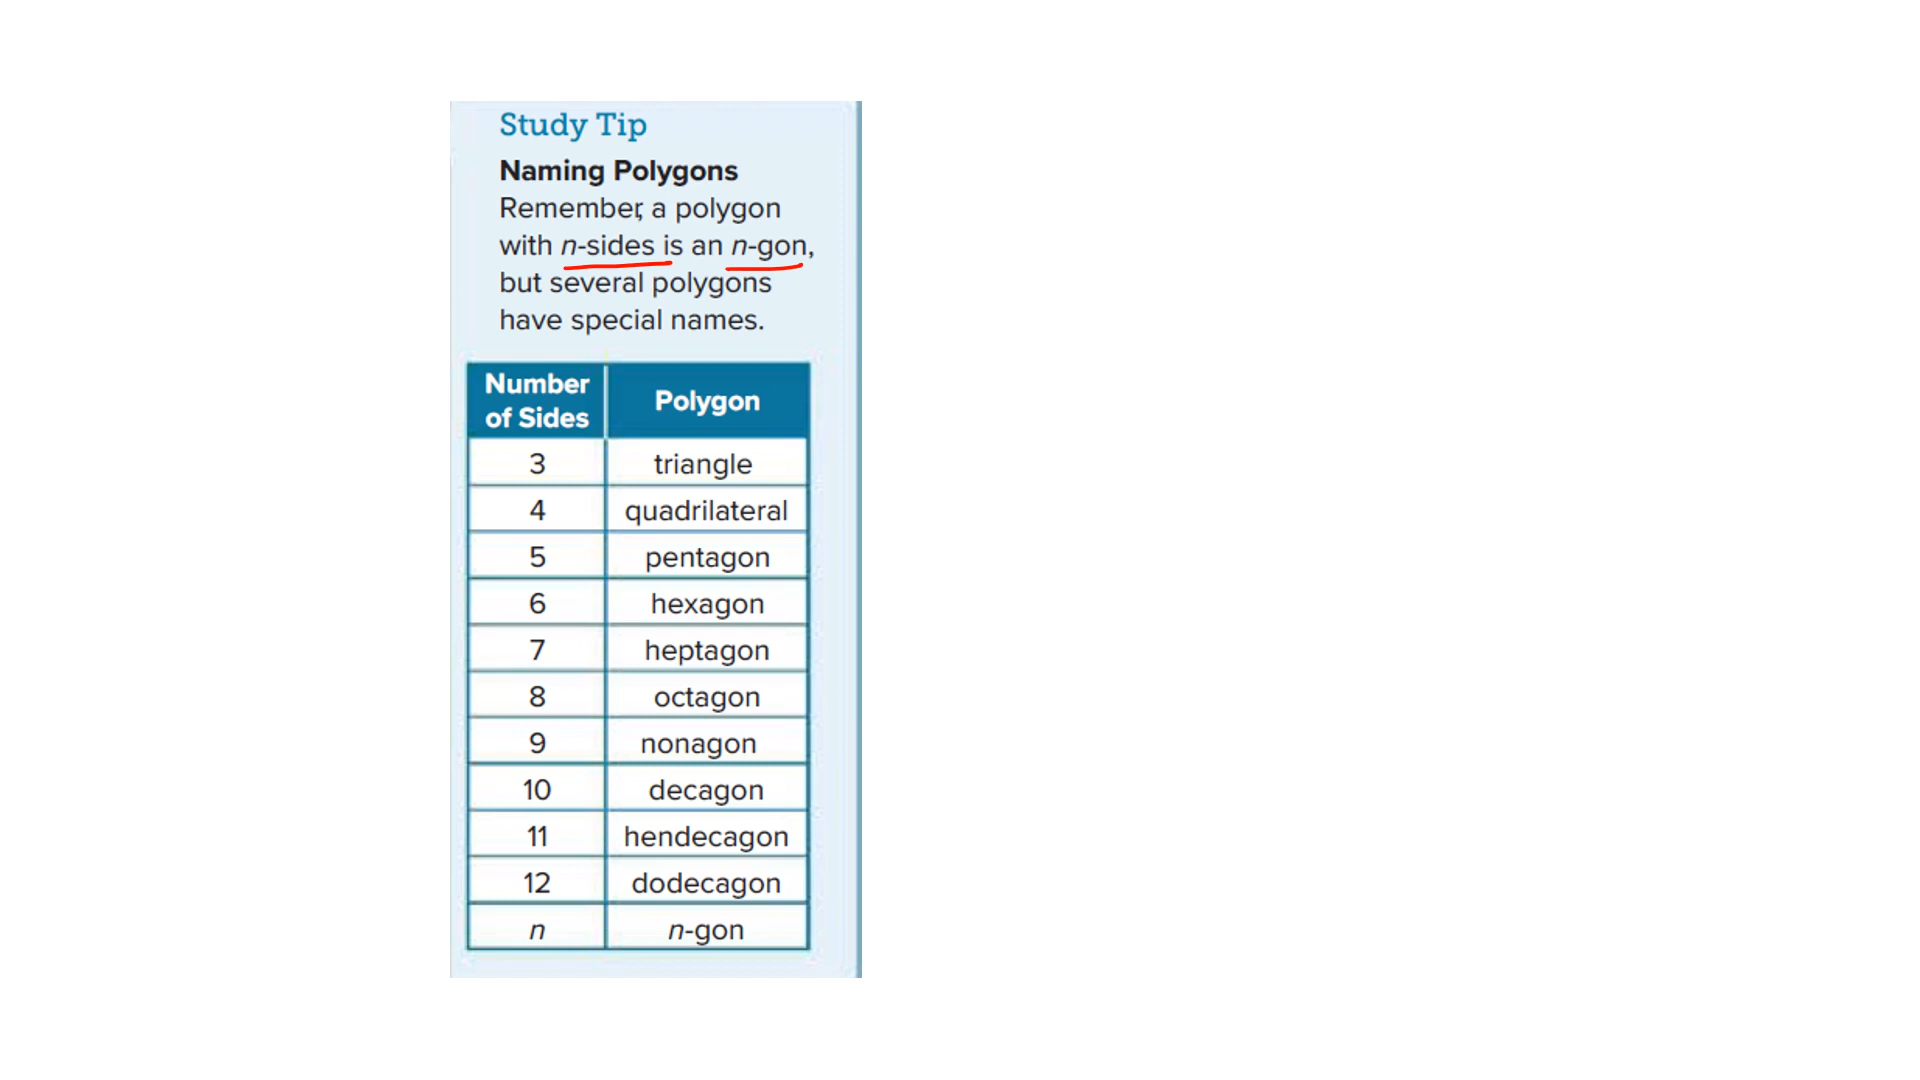 Study Tip
Naming Polygons
Remember, a polygon
with n-sides is an n-gon,
but several polygons
have special names.
Number of Sides Polygon
3 triangle
4 quadrilateral
5 pentagon
6 hexagon
7 heptagon
8 octagon
9 nonagon
10 decagon
11 hendecagon
12 dodecagon
n n-gon